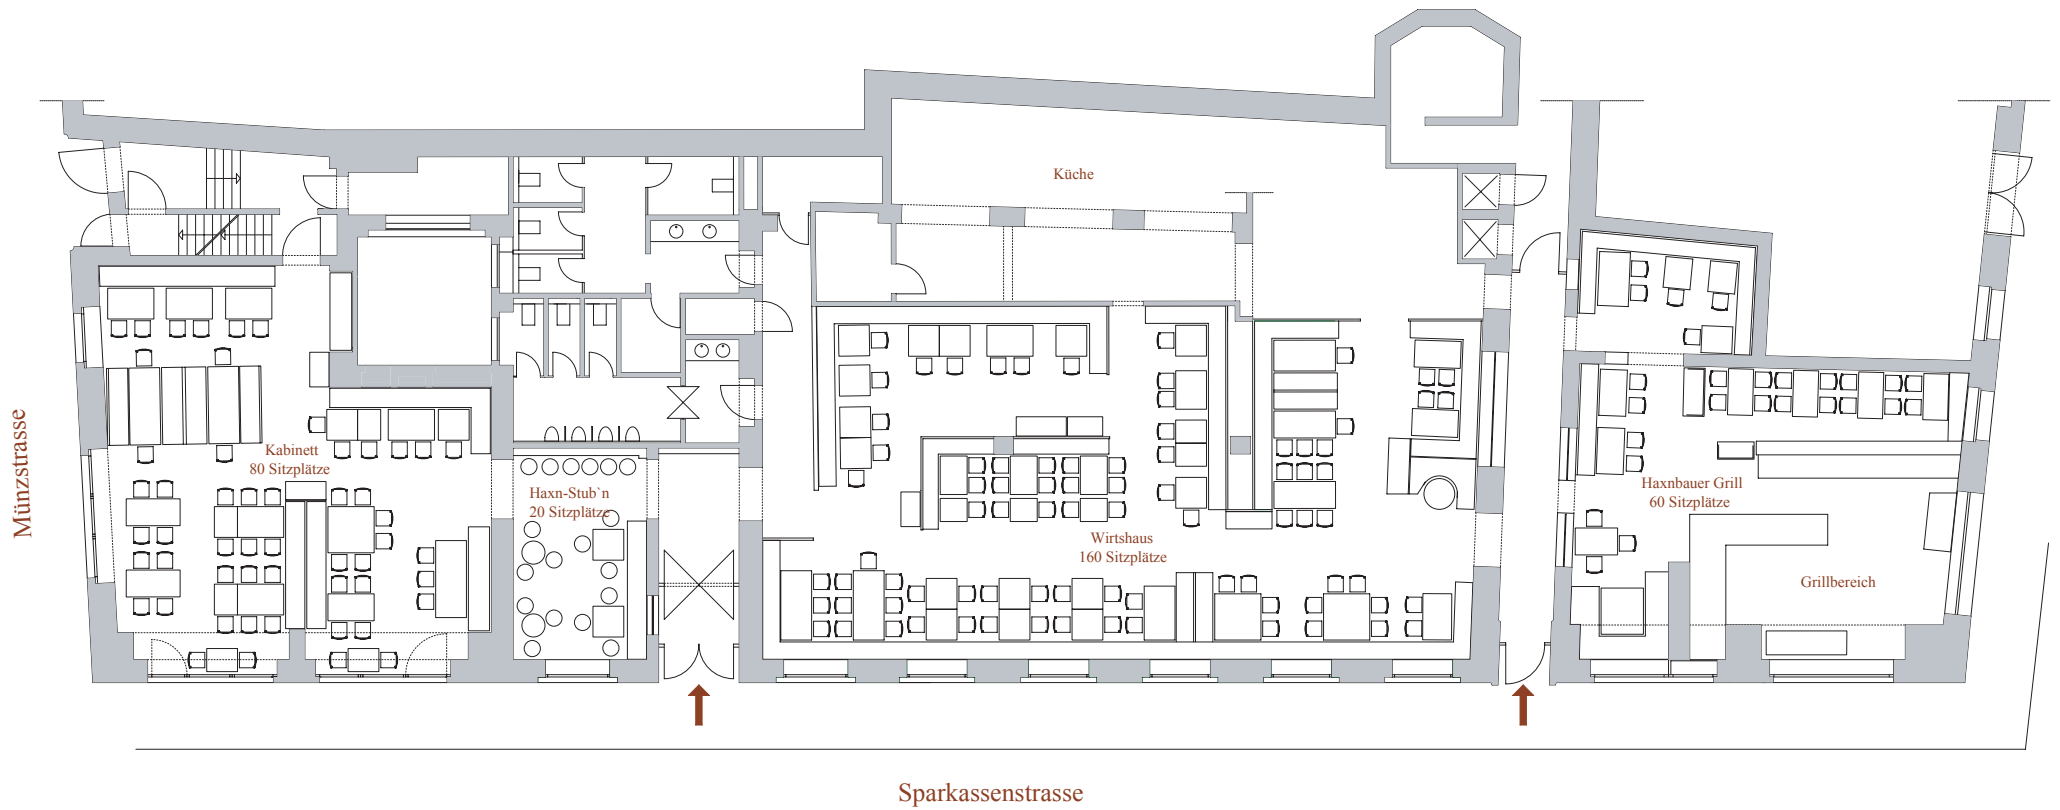 Küche
Münzstrasse
Kabinett
80 Sitzplätze
Haxn-Stub`n
20 Sitzplätze
Wirtshaus
160 Sitzplätze
Haxnbauer Grill
60 Sitzplätze
Grillbereich
Sparkassenstrasse